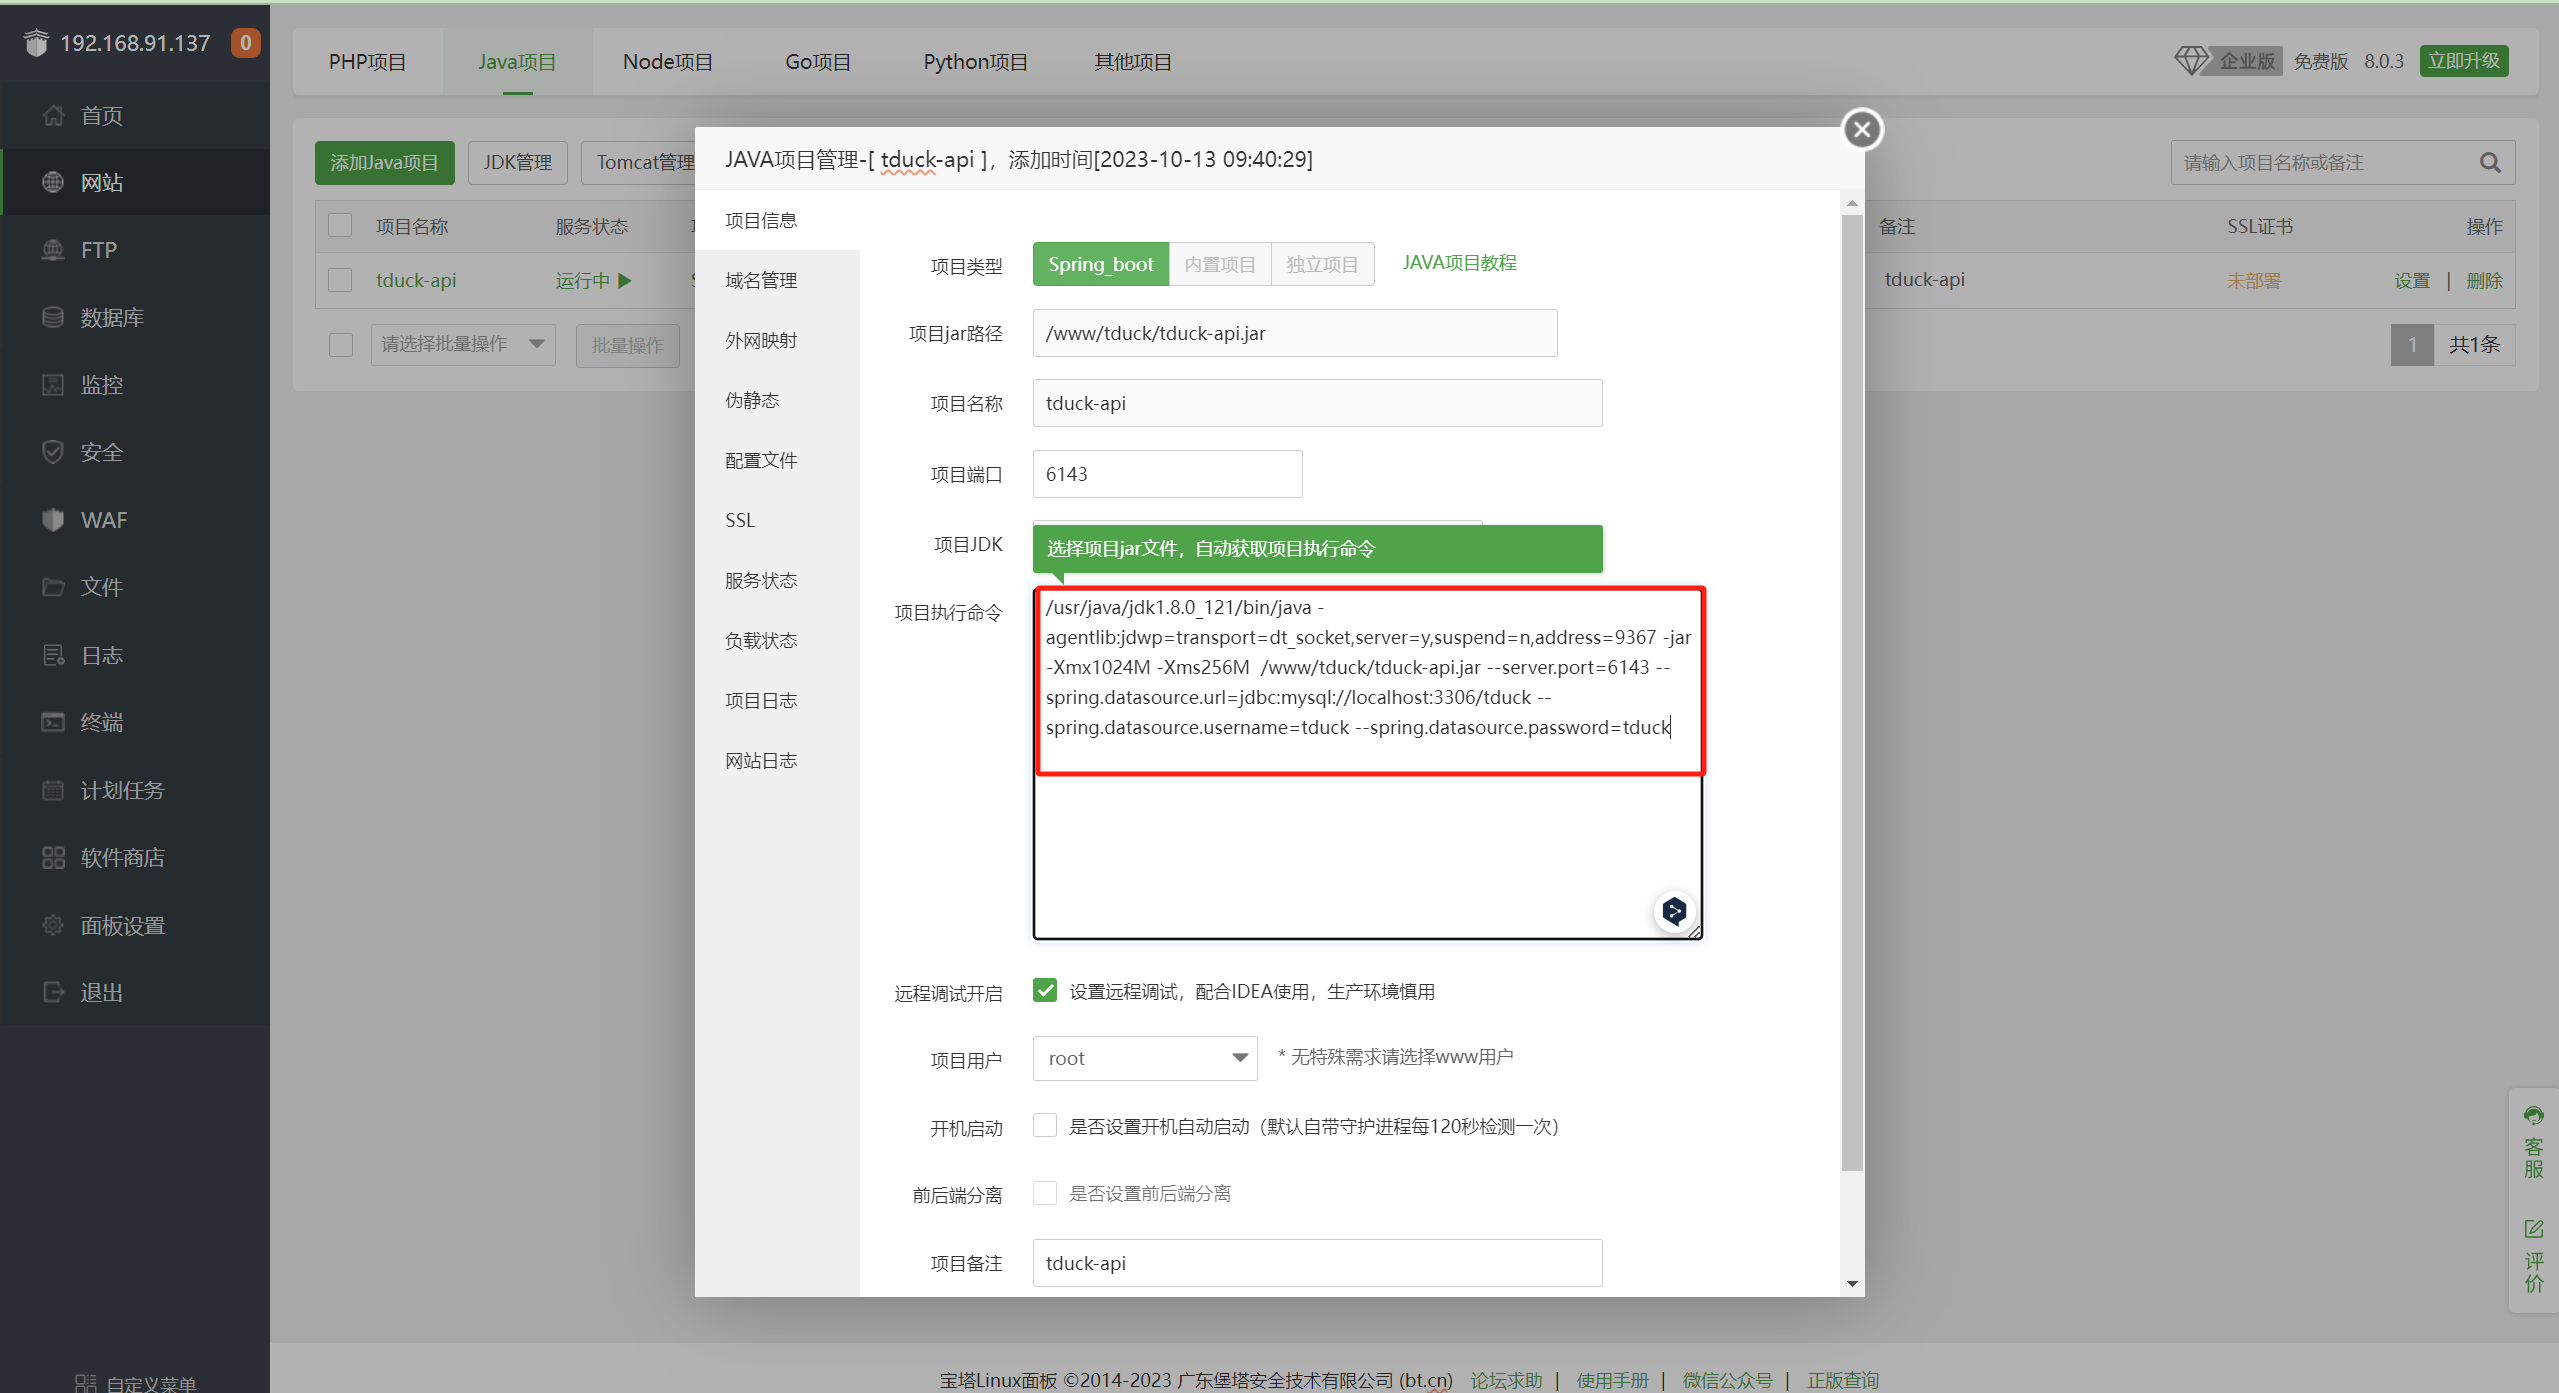 192.168.91.137 0
首页
网站
FTP
数据库
监控
安全
WAF
文件
日志
终端
计划任务
软件商店
面板设置
退出
自定义菜单
PHP项目 Java项目 Node项目 Go项目 Python项目 其他项目
企业版 免费版 8.0.3 立即升级
添加Java项目 JDK管理 Tomcat管理
请输入项目名称或备注
项目名称 服务状态 备注 SSL证书 操作
tduck-api 运行中 tduck-api 未部署 设置 | 删除
请选择批量操作 批量操作
1 共1条
JAVA项目管理-[ tduck-api ]，添加时间[2023-10-13 09:40:29]
项目信息
域名管理
外网映射
伪静态
配置文件
SSL
服务状态
负载状态
项目日志
网站日志
项目类型 Spring_boot 内置项目 独立项目 JAVA项目教程
项目jar路径 /www/tduck/tduck-api.jar
项目名称 tduck-api
项目端口 6143
项目JDK
选择项目jar文件，自动获取项目执行命令
项目执行命令
/usr/java/jdk1.8.0_121/bin/java -
agentlib:jdwp=transport=dt_socket,server=y,suspend=n,address=9367 -jar
-Xmx1024M -Xms256M  /www/tduck/tduck-api.jar --server.port=6143 --
spring.datasource.url=jdbc:mysql://localhost:3306/tduck --
spring.datasource.username=tduck --spring.datasource.password=tduck
远程调试开启 设置远程调试，配合IDEA使用，生产环境慎用
项目用户 root * 无特殊需求请选择www用户
开机启动 是否设置开机自动启动（默认自带守护进程每120秒检测一次）
前后端分离 是否设置前后端分离
项目备注 tduck-api
客服
评价
宝塔Linux面板 ©2014-2023 广东堡塔安全技术有限公司 (bt.cn) 论坛求助 | 使用手册 | 微信公众号 | 正版查询